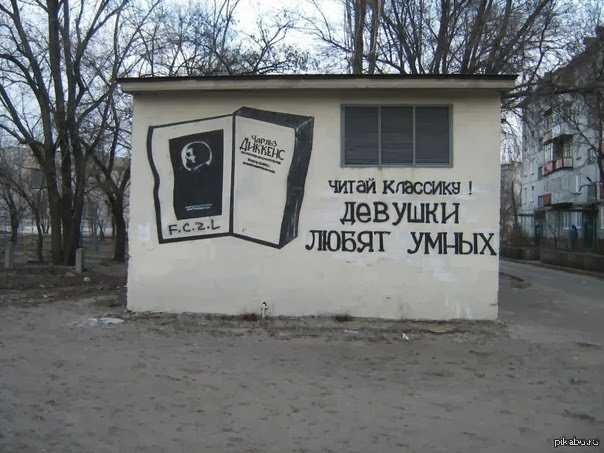 Чарльз
Диккенс
F.C.Z.L
ЧИТАЙ КЛАССИКУ !
ДЕВУШКИ
ЛЮБЯТ УМНЫХ
pikabu.ru